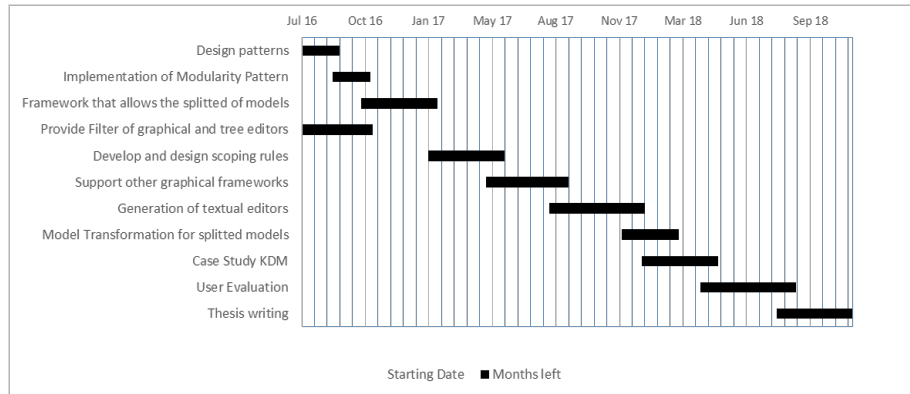 Jul 16 Oct 16 Jan 17 May 17 Aug 17 Nov 17 Mar 18 Jun 18 Sep 18
Design patterns
Implementation of Modularity Pattern
Framework that allows the splitted of models
Provide Filter of graphical and tree editors
Develop and design scoping rules
Support other graphical frameworks
Generation of textual editors
Model Transformation for splitted models
Case Study KDM
User Evaluation
Thesis writing
Starting Date Months left